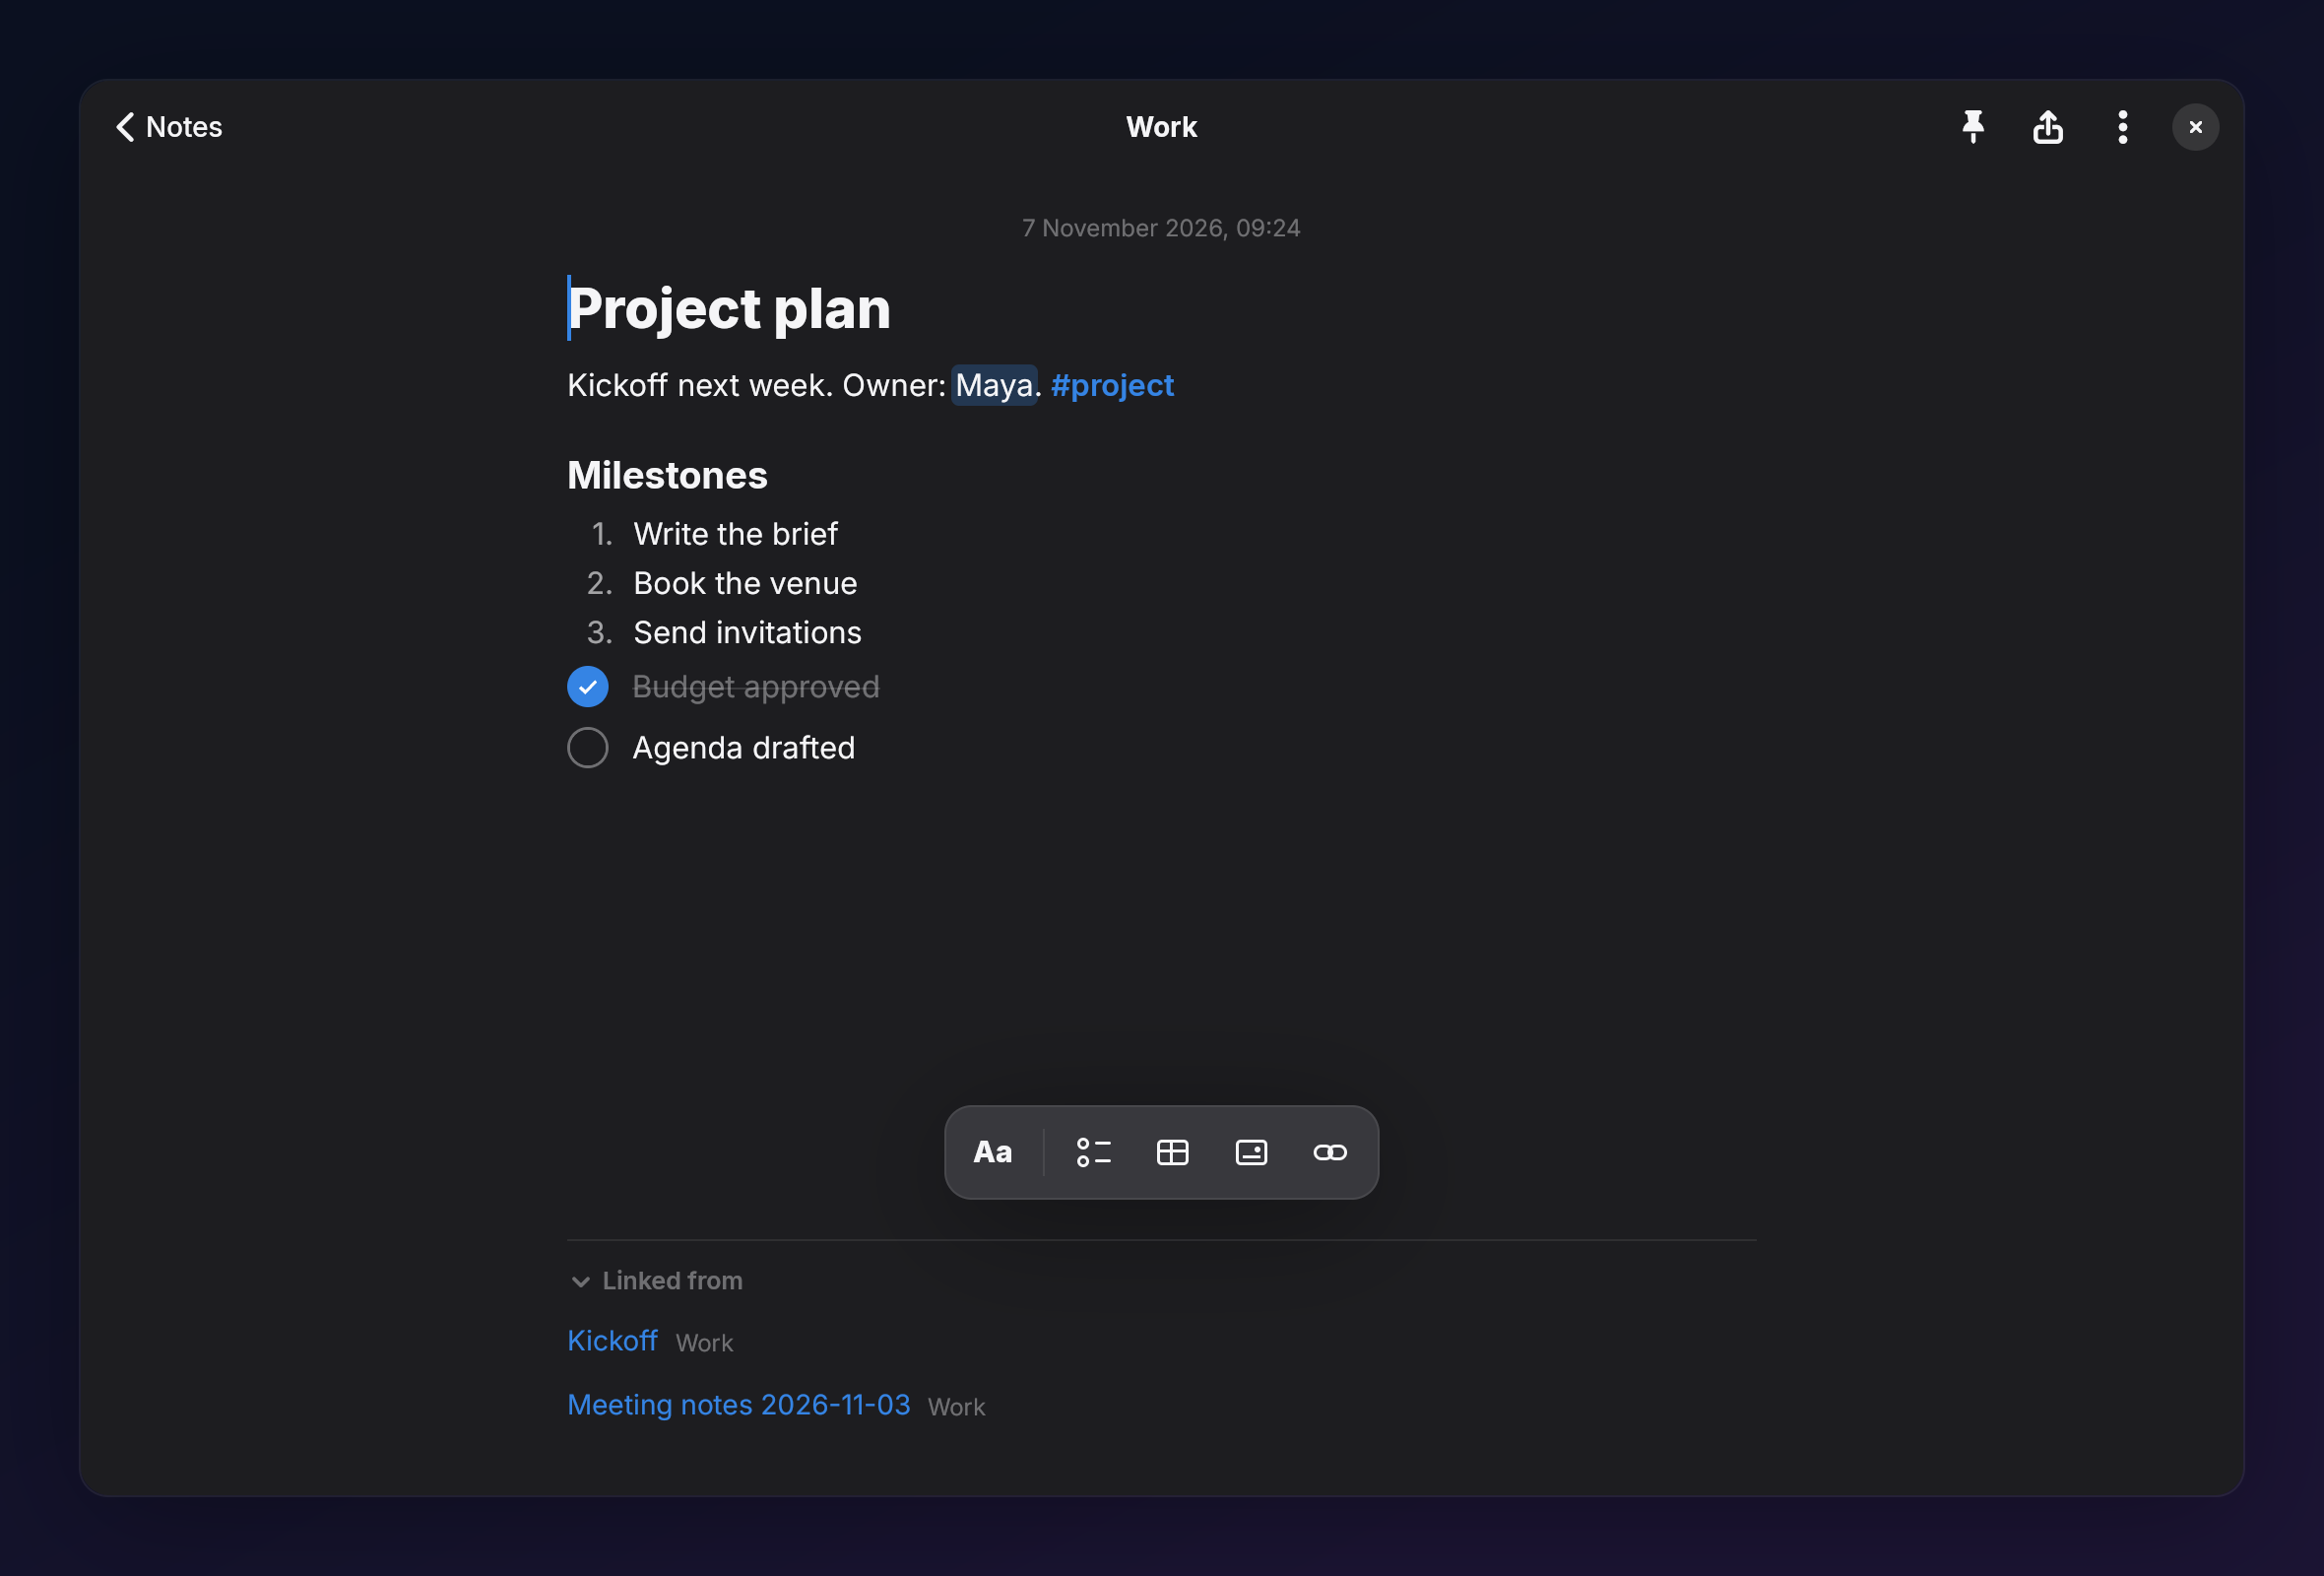 Notes
Work
7 November 2026, 09:24
Project plan
Kickoff next week. Owner: Maya. #project
Milestones
1. Write the brief
2. Book the venue
3. Send invitations
Budget approved
Agenda drafted
Aa
Linked from
Kickoff Work
Meeting notes 2026-11-03 Work